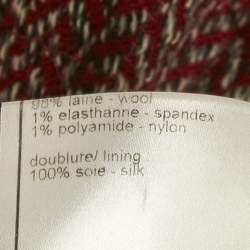 98% laine - wool
1% elasthanne - spandex
1% polyamide - nylon
doublure/ lining
100% soie - silk